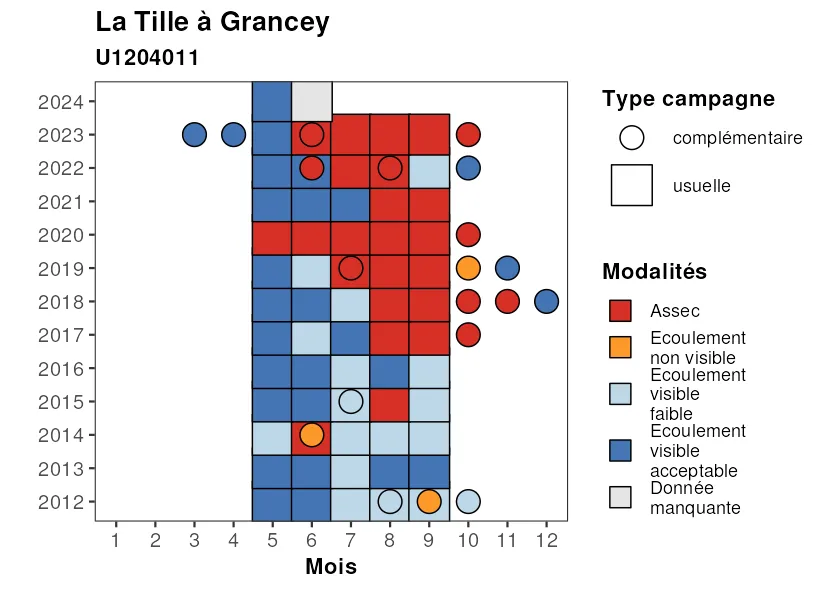 La Tille à Grancey
U1204011
2024
2023
2022
2021
2020
2019
2018
2017
2016
2015
2014
2013
2012
1 2 3 4 5 6 7 8 9 10 11 12
Mois
Type campagne
complémentaire
usuelle
Modalités
Assec
Ecoulement
non visible
Ecoulement
visible
faible
Ecoulement
visible
acceptable
Donnée
manquante